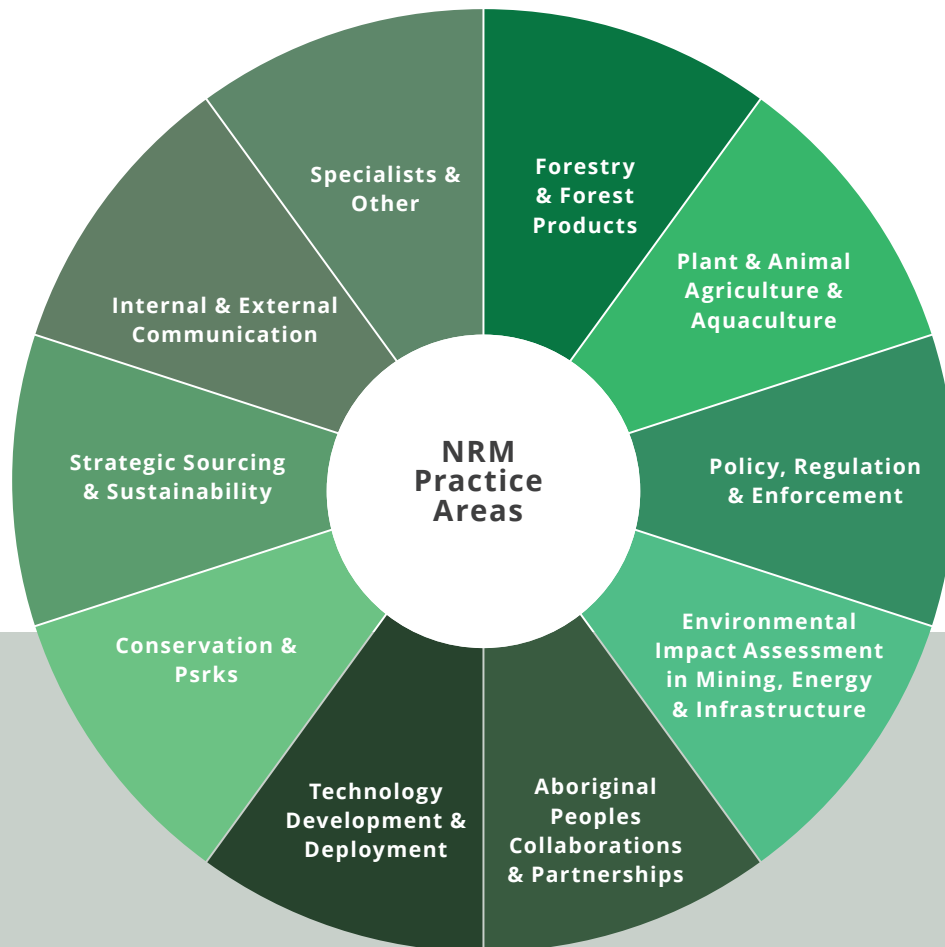 NRM
Practice
Areas
Forestry
& Forest
Products
Plant & Animal
Agriculture &
Aquaculture
Policy, Regulation
& Enforcement
Environmental
Impact Assessment
in Mining, Energy
& Infrastructure
Aboriginal
Peoples
Collaborations
& Partnerships
Technology
Development &
Deployment
Conservation &
Psrks
Strategic Sourcing
& Sustainability
Internal & External
Communication
Specialists &
Other